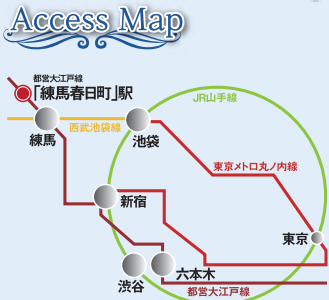 Access Map
都営大江戸線
「練馬春日町」駅
JR山手線
西武池袋線
練馬
池袋
東京メトロ丸ノ内線
新宿
東京
六本木
渋谷
都営大江戸線